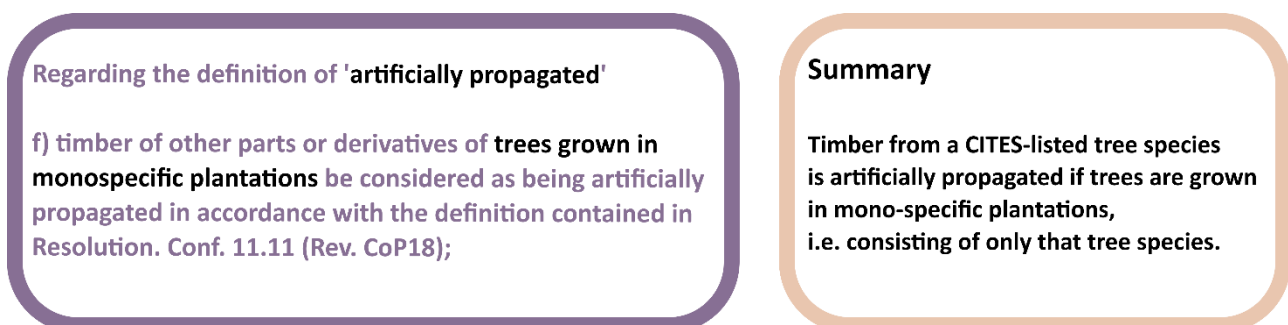 Regarding the definition of 'artificially propagated'
f) timber of other parts or derivatives of trees grown in
monospecific plantations be considered as being artificially
propagated in accordance with the definition contained in
Resolution. Conf. 11.11 (Rev. CoP18);
Summary
Timber from a CITES-listed tree species
is artificially propagated if trees are grown
in mono-specific plantations,
i.e. consisting of only that tree species.